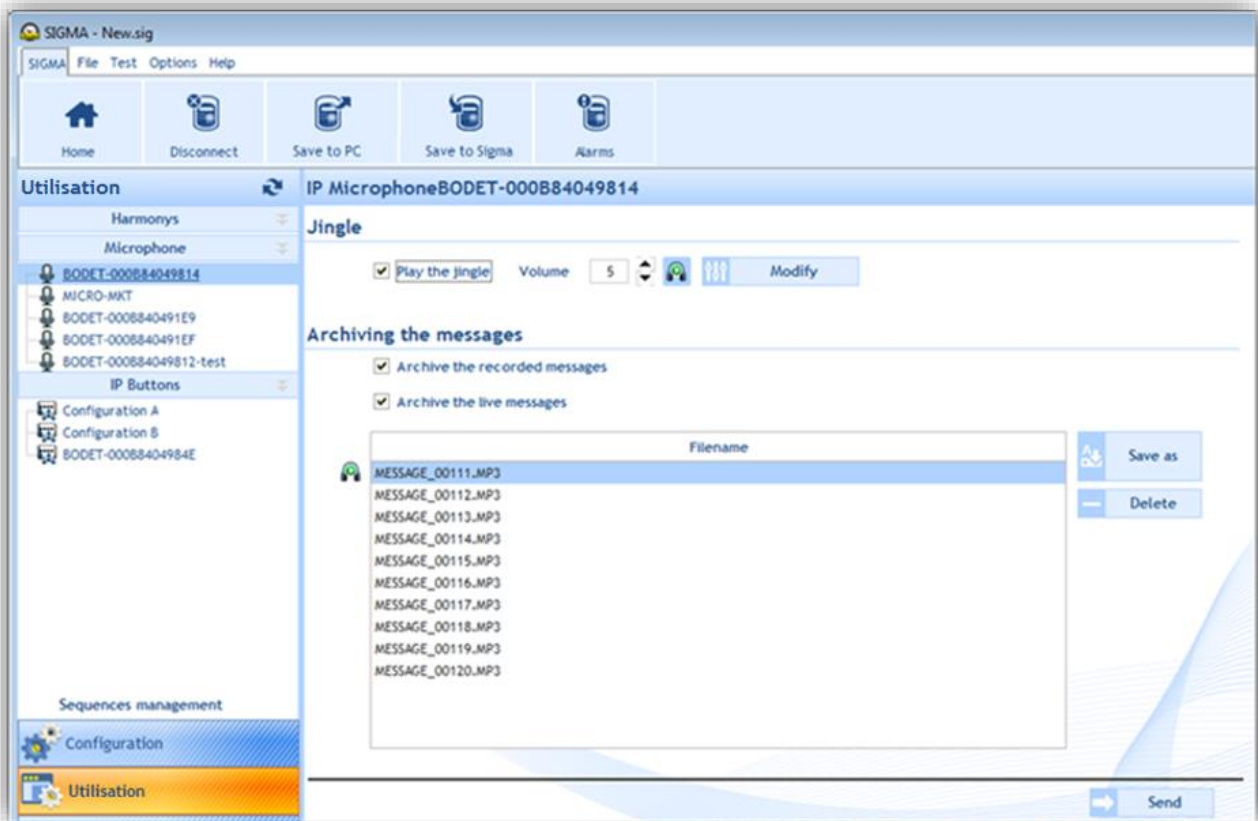 SIGMA - New.sig
SIGMA File Test Options Help
Home Disconnect Save to PC Save to Sigma Alarms
Utilisation
Harmonys
Microphone
BODET-000B84049814
MICRO-MKT
BODET-000B840491E9
BODET-000B840491EF
BODET-000B84049812-test
IP Buttons
Configuration A
Configuration B
BODET-000B8404984E
Sequences management
Configuration
Utilisation
IP MicrophoneBODET-000B84049814
Jingle
Play the jingle Volume 5 Modify
Archiving the messages
Archive the recorded messages
Archive the live messages
Filename
MESSAGE_00111.MP3
MESSAGE_00112.MP3
MESSAGE_00113.MP3
MESSAGE_00114.MP3
MESSAGE_00115.MP3
MESSAGE_00116.MP3
MESSAGE_00117.MP3
MESSAGE_00118.MP3
MESSAGE_00119.MP3
MESSAGE_00120.MP3
Save as
Delete
Send